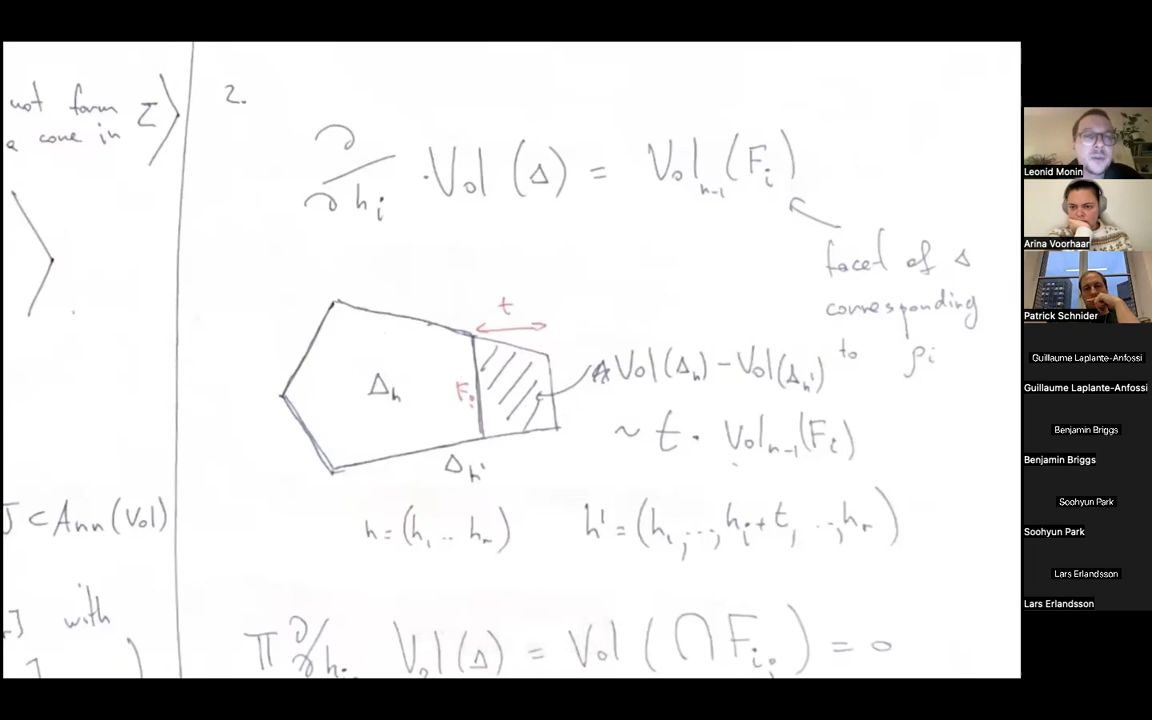 not form Σ
a cone in
J ⊂ Ann(Vol)
] with
2.
∂/∂h_i · Vol(Δ) = Vol_{n-1}(F_i)
facet of Δ
corresponding
to ρ_i
t
Δ_h
F_i
Vol(Δ_h) - Vol(Δ_h')
~ t · Vol_{n-1}(F_i)
Δ_h'
h = (h_1 .. h_r) h' = (h_1, ..., h_i + t, ..., h_r)
Π ∂/∂h_i Vol(Δ) = Vol(∩ F_{i_j}) = 0
Leonid Monin
Arina Voorhaar
Patrick Schnider
Guillaume Laplante-Anfossi
Guillaume Laplante-Anfossi
Benjamin Briggs
Benjamin Briggs
Soohyun Park
Soohyun Park
Lars Erlandsson
Lars Erlandsson